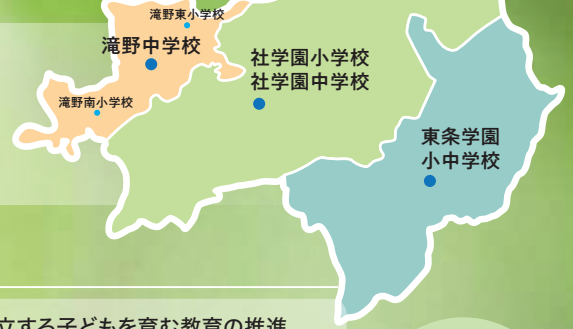 滝野東小学校
滝野中学校
社学園小学校
社学園中学校
滝野南小学校
東条学園
小中学校
立する子どもを育む教育の推進